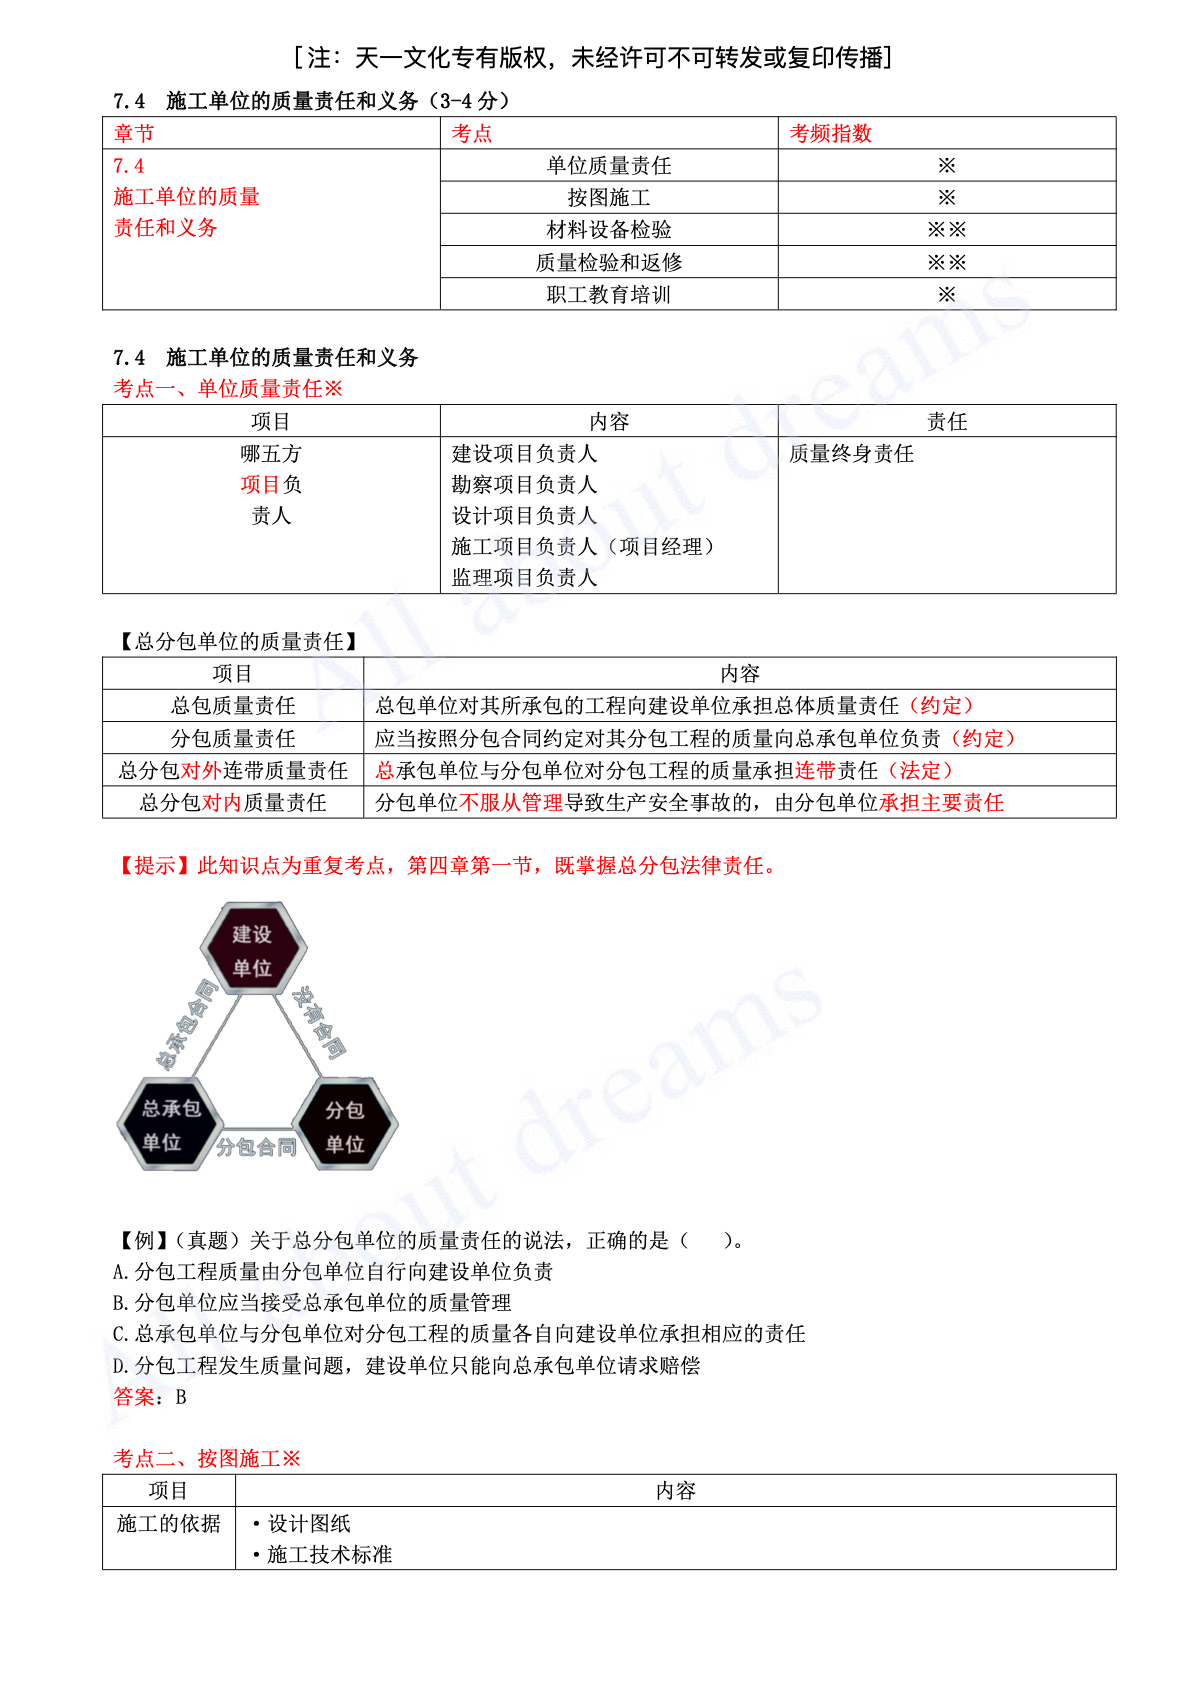 [注：天一文化专有版权，未经许可不可转发或复印传播]
7.4 施工单位的质量责任和义务（3-4 分）
章节 考点 考频指数
7.4 施工单位的质量责任和义务
单位质量责任 ※
按图施工 ※
材料设备检验 ※※
质量检验和返修 ※※
职工教育培训 ※
7.4 施工单位的质量责任和义务
考点一、单位质量责任※
项目 内容 责任
哪五方
项目负
责人
建设项目负责人
勘察项目负责人
设计项目负责人
施工项目负责人（项目经理）
监理项目负责人
质量终身责任
【总分包单位的质量责任】
项目 内容
总包质量责任 总包单位对其所承包的工程向建设单位承担总体质量责任（约定）
分包质量责任 应当按照分包合同约定对其分包工程的质量向总承包单位负责（约定）
总分包对外连带质量责任 总承包单位与分包单位对分包工程的质量承担连带责任（法定）
总分包对内质量责任 分包单位不服从管理导致生产安全事故的，由分包单位承担主要责任
【提示】此知识点为重复考点，第四章第一节，既掌握总分包法律责任。
建设
单位
总承包合同
没有合同
总承包
单位
分包合同
分包
单位
【例】（真题）关于总分包单位的质量责任的说法，正确的是（ ）。
A.分包工程质量由分包单位自行向建设单位负责
B.分包单位应当接受总承包单位的质量管理
C.总承包单位与分包单位对分包工程的质量各自向建设单位承担相应的责任
D.分包工程发生质量问题，建设单位只能向总承包单位请求赔偿
答案：B
考点二、按图施工※
项目 内容
施工的依据
·设计图纸
·施工技术标准
All about dreams
All about dreams